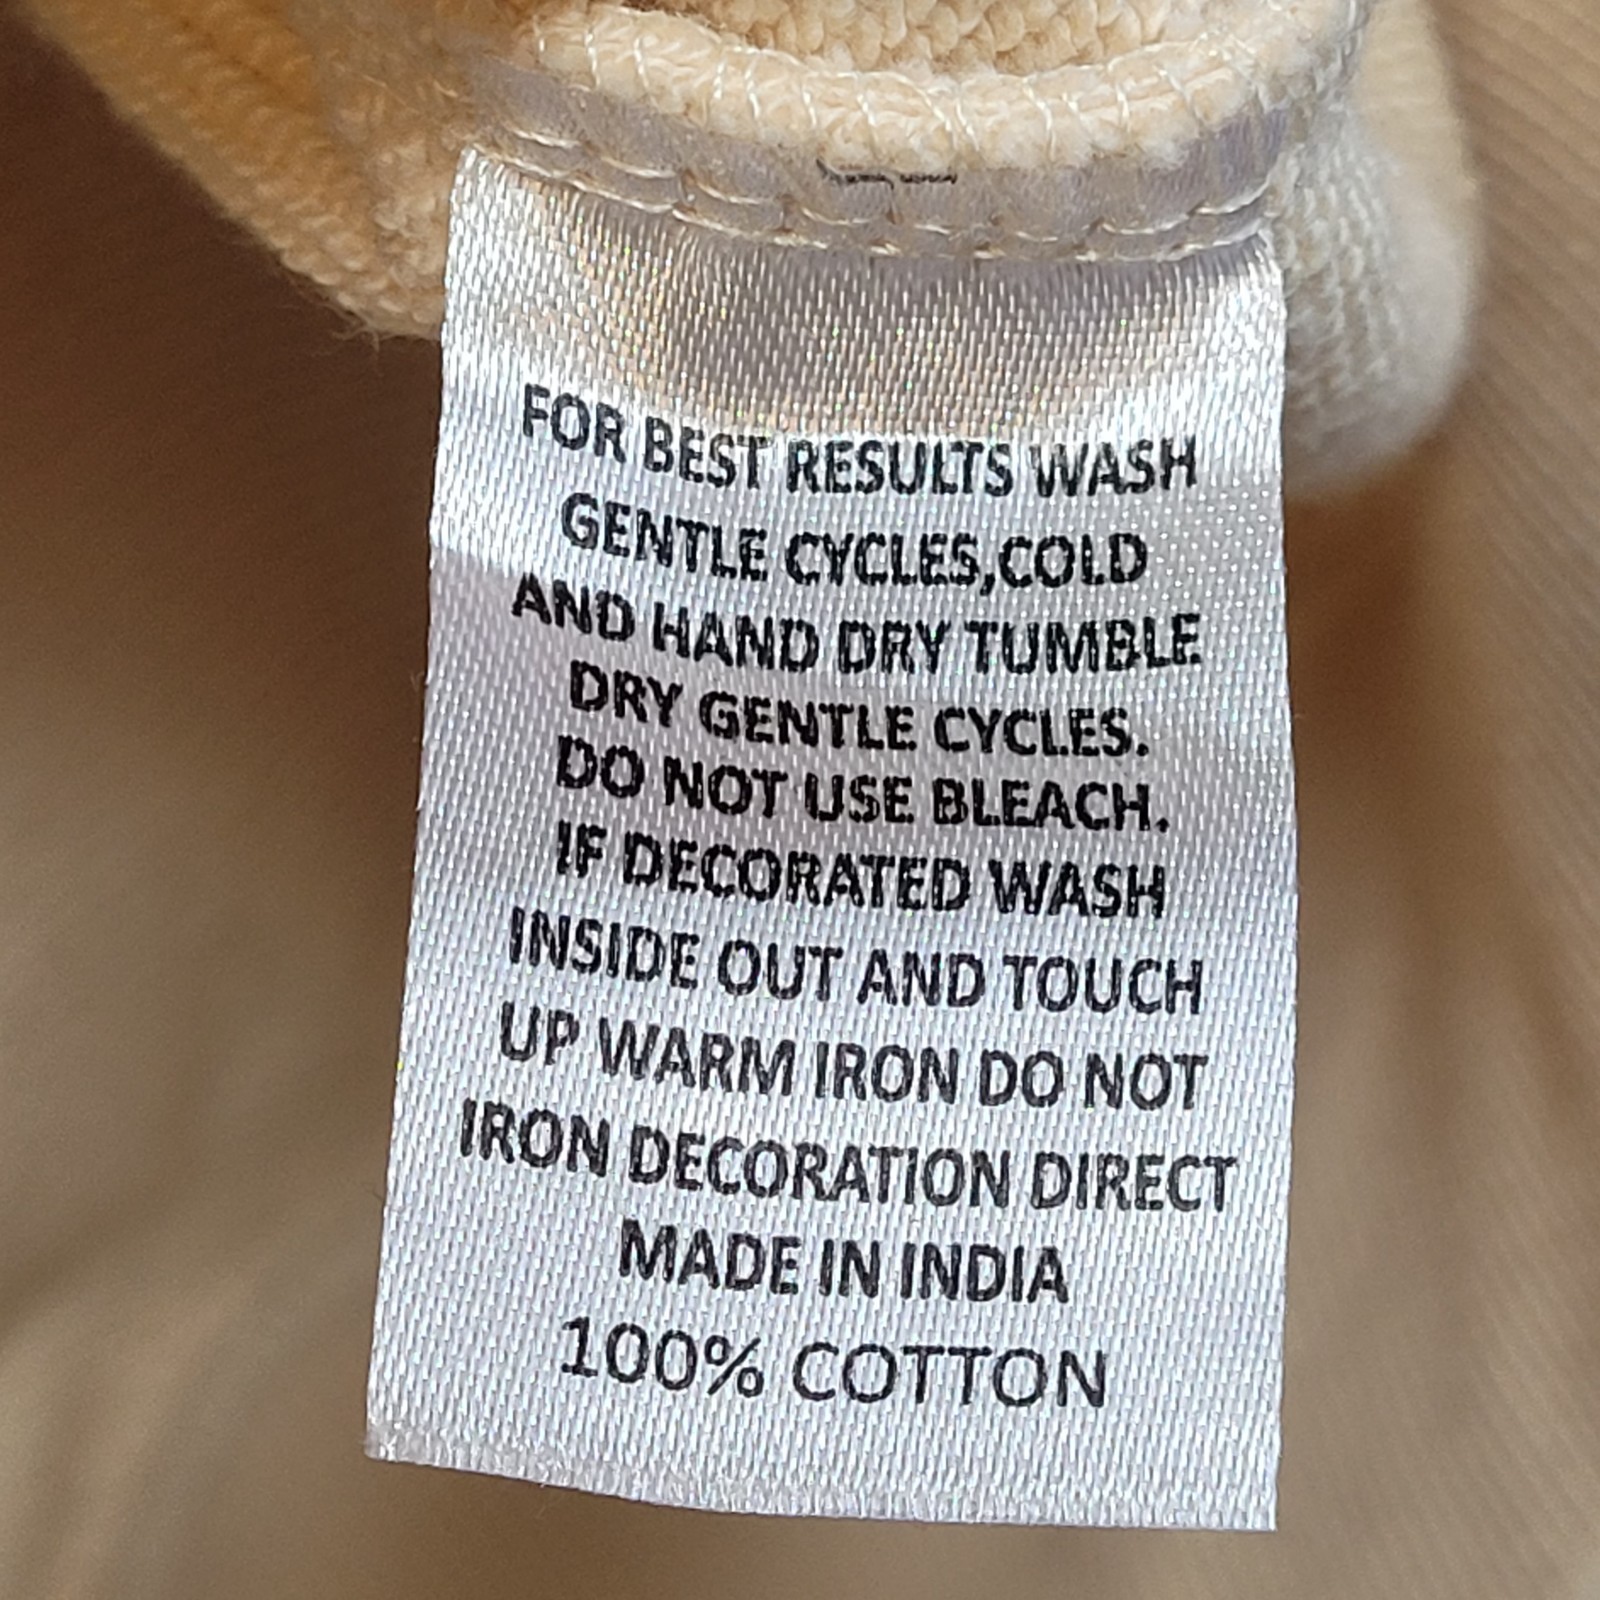 FOR BEST RESULTS WASH
GENTLE CYCLES,COLD
AND HAND DRY TUMBLE
DRY GENTLE CYCLES.
DO NOT USE BLEACH.
IF DECORATED WASH
INSIDE OUT AND TOUCH
UP WARM IRON DO NOT
IRON DECORATION DIRECT
MADE IN INDIA
100% COTTON